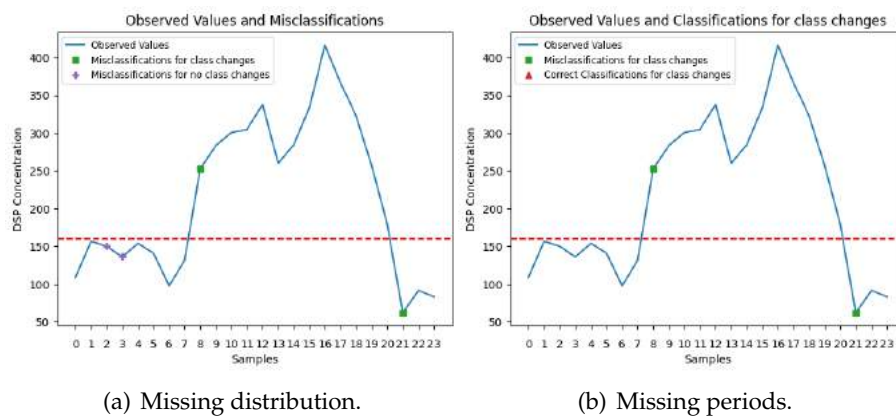 Observed Values and Misclassifications
Observed Values
Misclassifications for class changes
Misclassifications for no class changes
DSP Concentration
400
350
300
250
200
150
100
50
0 1 2 3 4 5 6 7 8 9 10 11 12 13 14 15 16 17 18 19 20 21 22 23
Samples
(a) Missing distribution.
Observed Values and Classifications for class changes
Observed Values
Misclassification for class changes
Correct Classifications for class changes
DSP Concentration
400
350
300
250
200
150
100
50
0 1 2 3 4 5 6 7 8 9 10 11 12 13 14 15 16 17 18 19 20 21 22 23
Samples
(b) Missing periods.